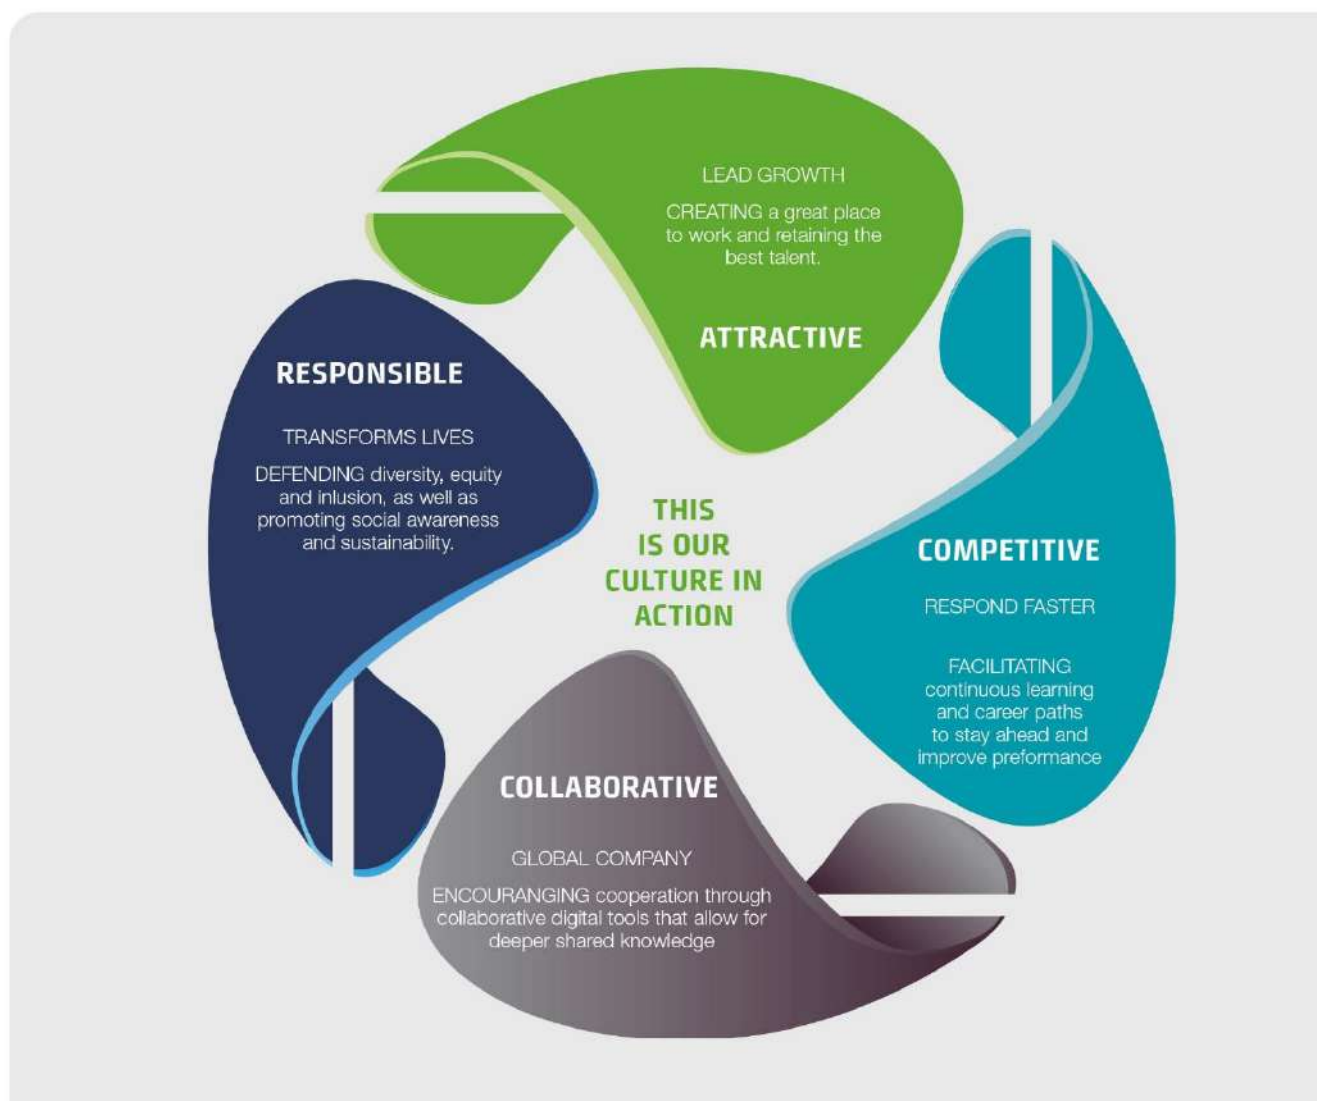 LEAD GROWTH
CREATING a great place
to work and retaining the
best talent.
ATTRACTIVE
RESPONSIBLE
TRANSFORMS LIVES
DEFENDING diversity, equity
and inlusion, as well as
promoting social awareness
and sustainability.
THIS
IS OUR
CULTURE IN
ACTION
COMPETITIVE
RESPOND FASTER
FACILITATING
continuous learning
and career paths
to stay ahead and
improve preformance
COLLABORATIVE
GLOBAL COMPANY
ENCOURANGING cooperation through
collaborative digital tools that allow for
deeper shared knowledge